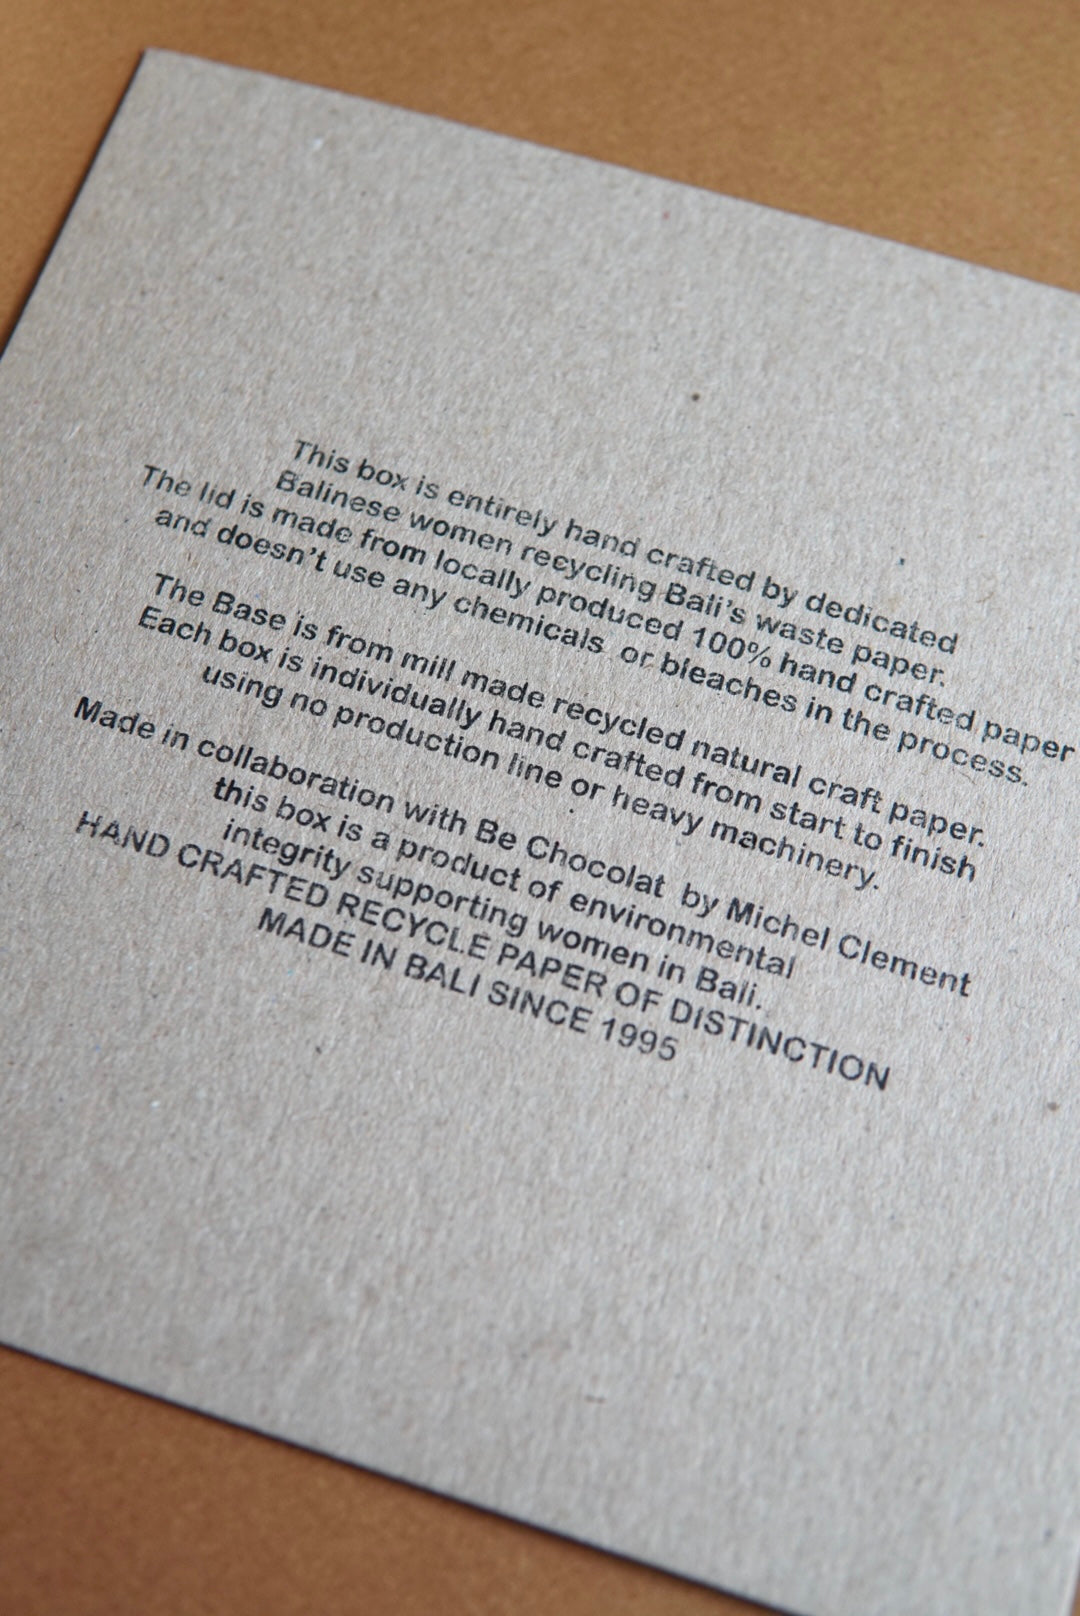 This box is entirely hand crafted by dedicated
Balinese women recycling Bali's waste paper.
The lid is made from locally produced 100% hand crafted paper
and doesn't use any chemicals or bleaches in the process.
The Base is from mill made recycled natural craft paper.
Each box is individually hand crafted from start to finish
using no production line or heavy machinery.
Made in collaboration with Be Chocolat by Michel Clement
this box is a product of environmental
integrity supporting women in Bali.
HAND CRAFTED RECYCLE PAPER OF DISTINCTION
MADE IN BALI SINCE 1995